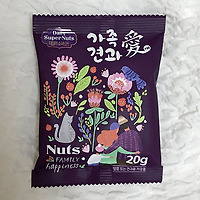 Daily
SuperNuts
가족
견과 愛
Nuts
FAMILY
happiness
20g